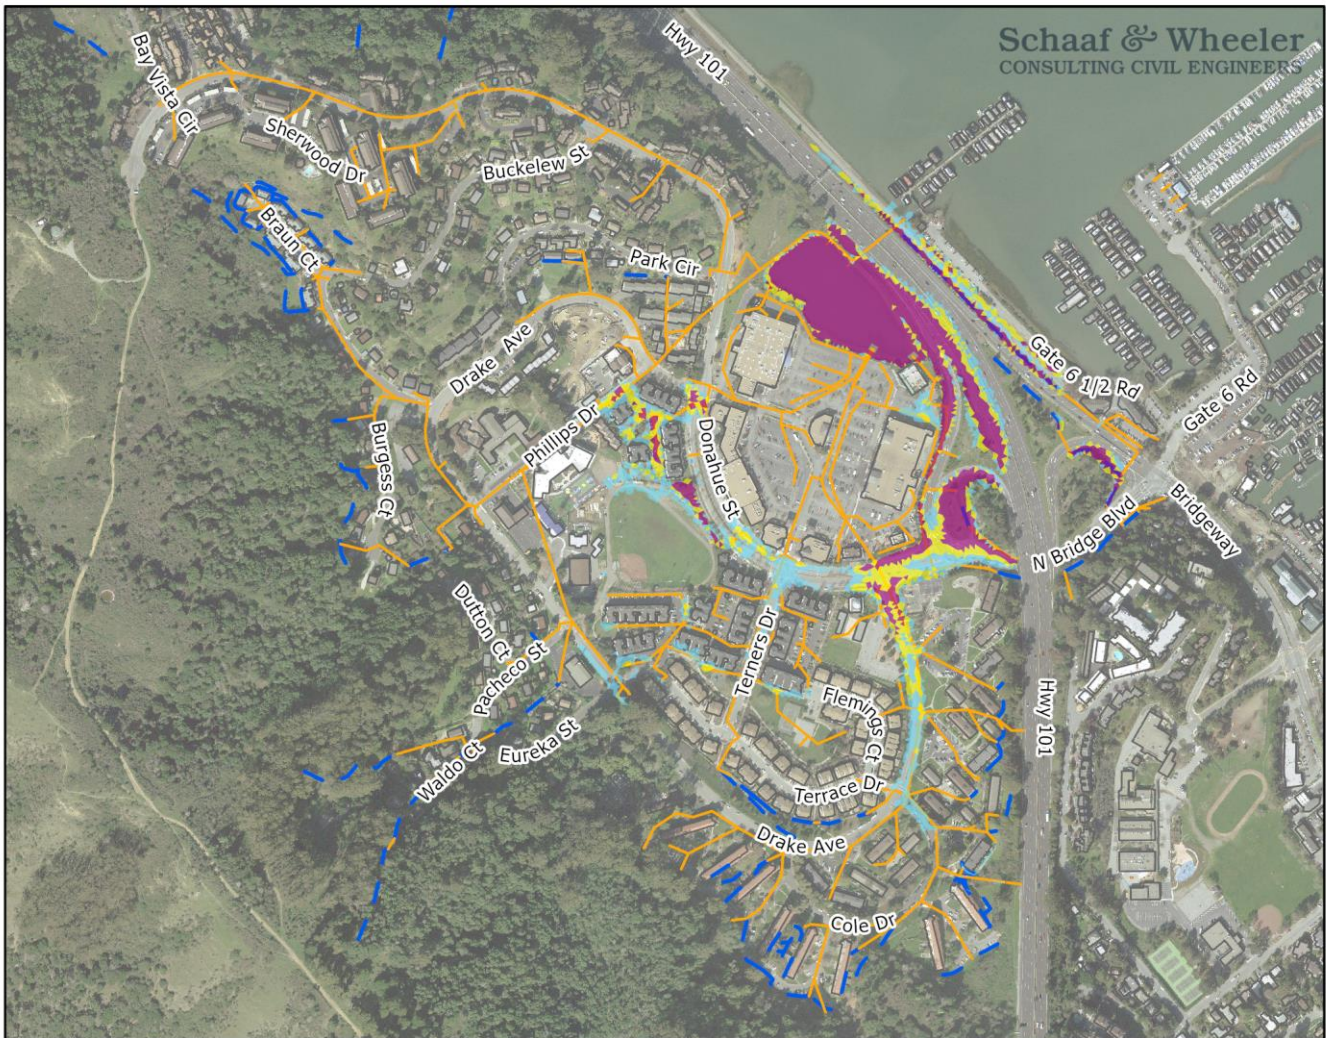 Schaaf & Wheeler
CONSULTING CIVIL ENGINEERS
Hwy 101
Bay Vista Cir
Sherwood Dr
Buckelew St
Braun Ct
Park Cir
Drake Ave
Gate 6 1/2 Rd
Gate 6 Rd
Phillips Dr
Donahue St
Burgess Ct
Bridgeway
N Bridge Blvd
Dutton Ct
Pacheco St
Terners Dr
Flemings Ct
Hwy 101
Eureka St
Waldo Ct
Terrace Dr
Drake Ave
Cole Dr